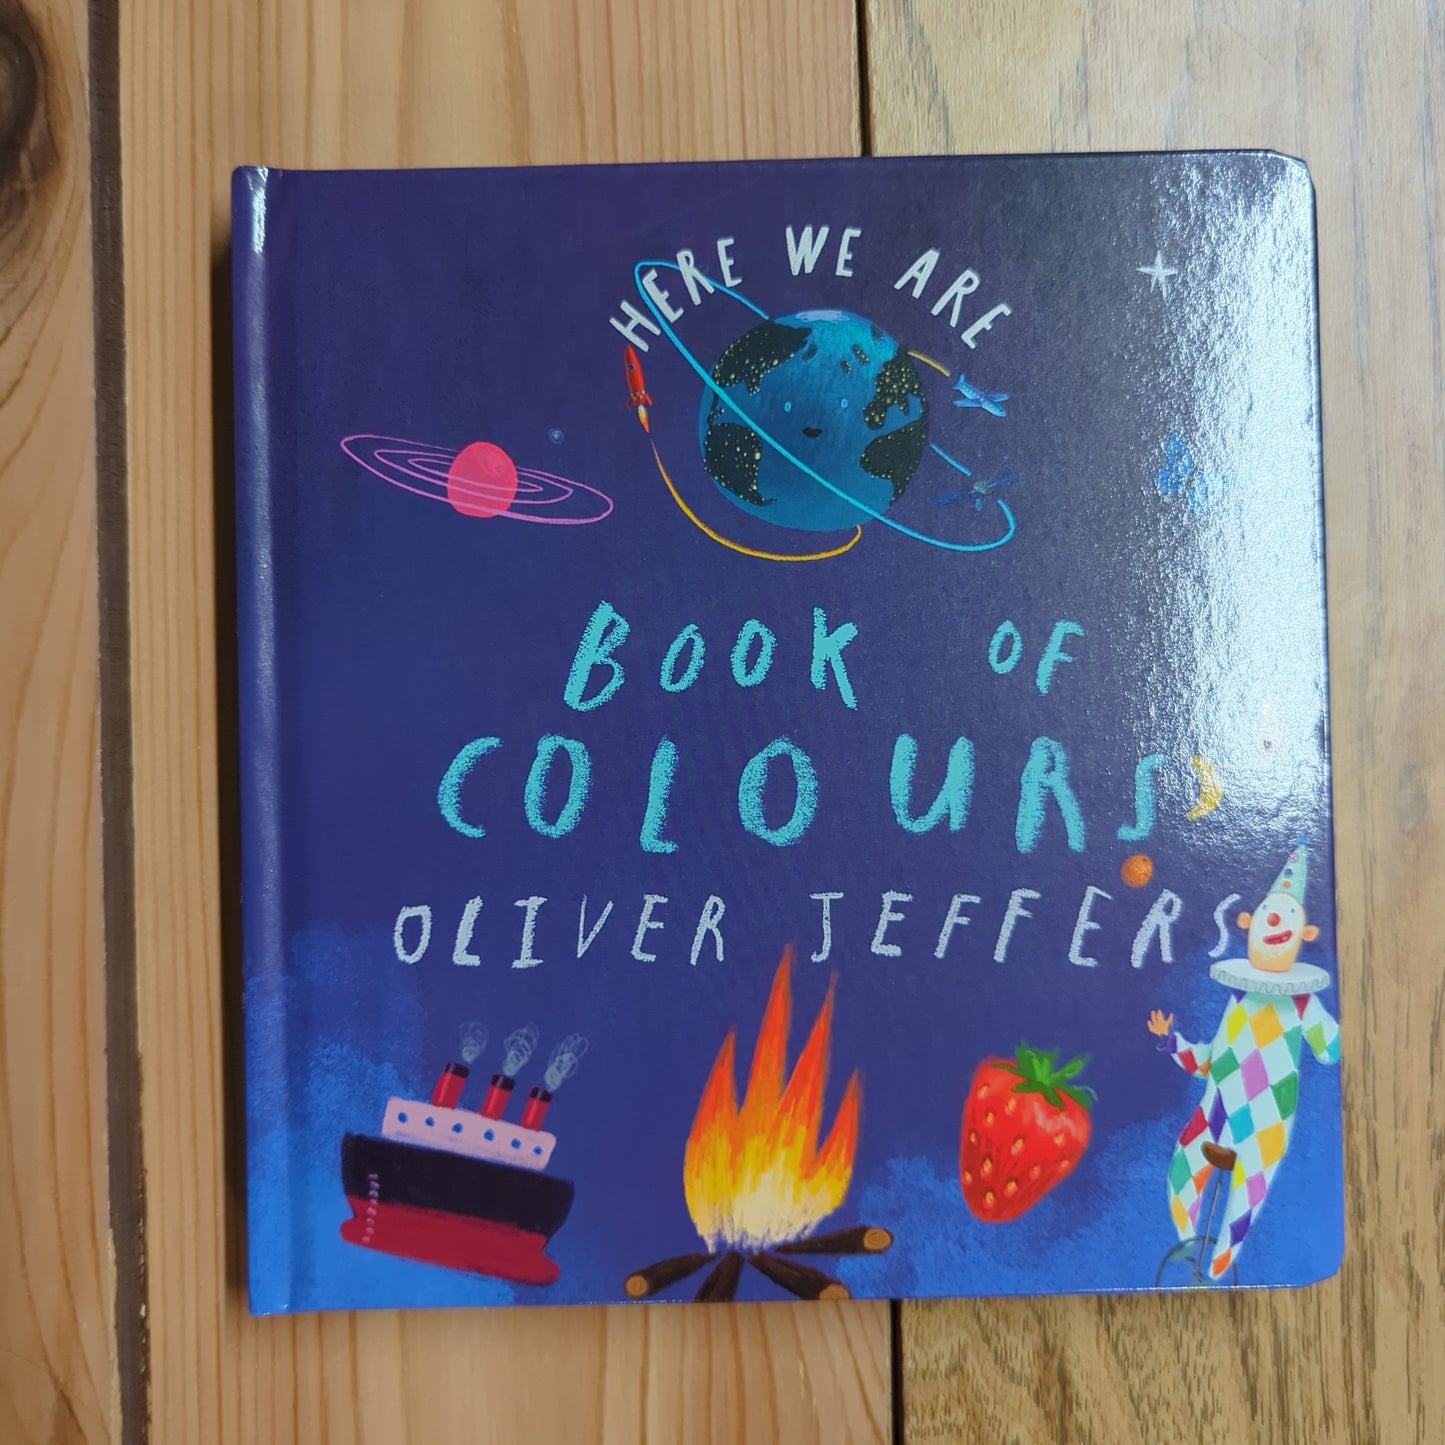 HERE WE ARE
BOOK OF
COLOURS
OLIVER JEFFERS